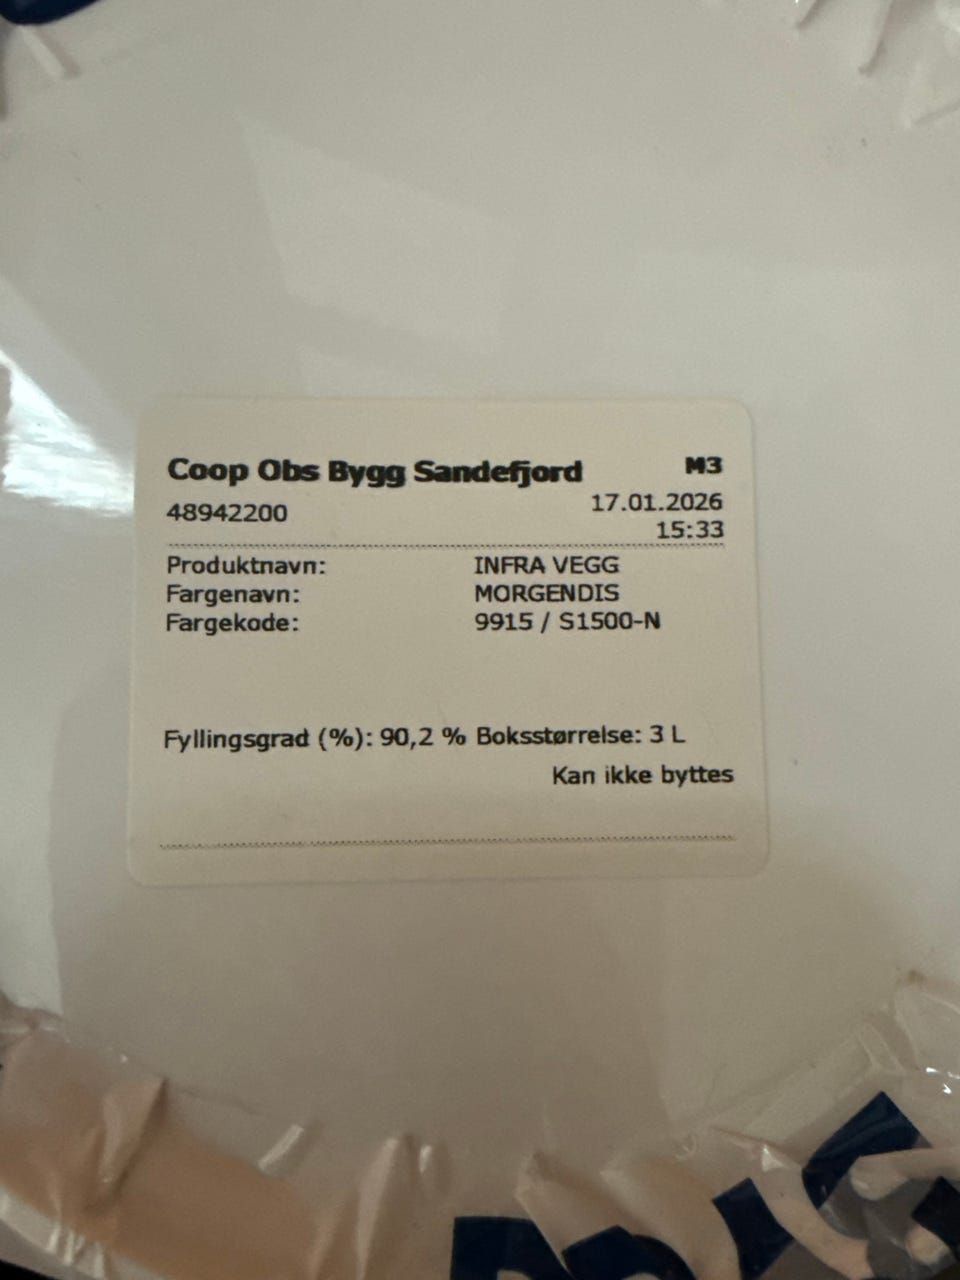 Coop Obs Bygg Sandefjord M3
48942200 17.01.2026
15:33
Produktnavn: INFRA VEGG
Fargenavn: MORGENDIS
Fargekode: 9915 / S1500-N
Fyllingsgrad (%): 90,2 % Boksstørrelse: 3 L
Kan ikke byttes